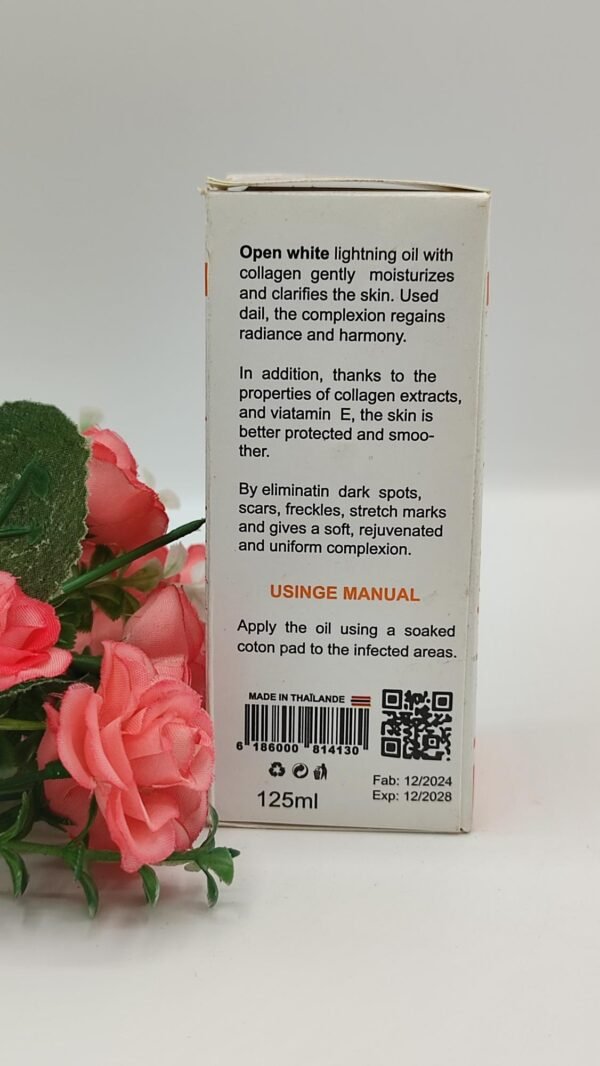 Open white lightning oil with
collagen gently moisturizes
and clarifies the skin. Used
dail, the complexion regains
radiance and harmony.
In addition, thanks to the
properties of collagen extracts,
and viatamin E, the skin is
better protected and smoo-
ther.
By eliminatin dark spots,
scars, freckles, stretch marks
and gives a soft, rejuvenated
and uniform complexion.
USINGE MANUAL
Apply the oil using a soaked
coton pad to the infected areas.
MADE IN THAÏLANDE
6 186000 814130
125ml
Fab: 12/2024
Exp: 12/2028